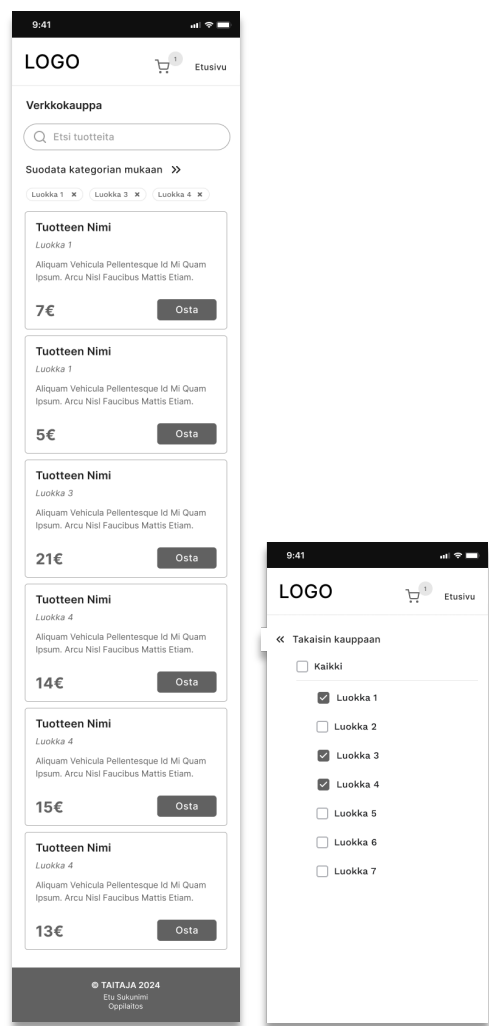 9:41
LOGO
1
Etusivu
Verkkokauppa
Etsi tuotteita
Suodata kategorian mukaan
Luokka 1
Luokka 3
Luokka 4
Tuotteen Nimi
Luokka 1
Aliquam Vehicula Pellentesque Id Mi Quam
Ipsum. Arcu Nisl Faucibus Mattis Etiam.
7€
Osta
Tuotteen Nimi
Luokka 1
Aliquam Vehicula Pellentesque Id Mi Quam
Ipsum. Arcu Nisl Faucibus Mattis Etiam.
5€
Osta
Tuotteen Nimi
Luokka 3
Aliquam Vehicula Pellentesque Id Mi Quam
Ipsum. Arcu Nisl Faucibus Mattis Etiam.
21€
Osta
Tuotteen Nimi
Luokka 4
Aliquam Vehicula Pellentesque Id Mi Quam
Ipsum. Arcu Nisl Faucibus Mattis Etiam.
14€
Osta
Tuotteen Nimi
Luokka 4
Aliquam Vehicula Pellentesque Id Mi Quam
Ipsum. Arcu Nisl Faucibus Mattis Etiam.
15€
Osta
Tuotteen Nimi
Luokka 4
Aliquam Vehicula Pellentesque Id Mi Quam
Ipsum. Arcu Nisl Faucibus Mattis Etiam.
13€
Osta
© TAITAJA 2024
Etu Sukunimi
Oppilaitos
9:41
LOGO
1
Etusivu
Takaisin kauppaan
Kaikki
Luokka 1
Luokka 2
Luokka 3
Luokka 4
Luokka 5
Luokka 6
Luokka 7